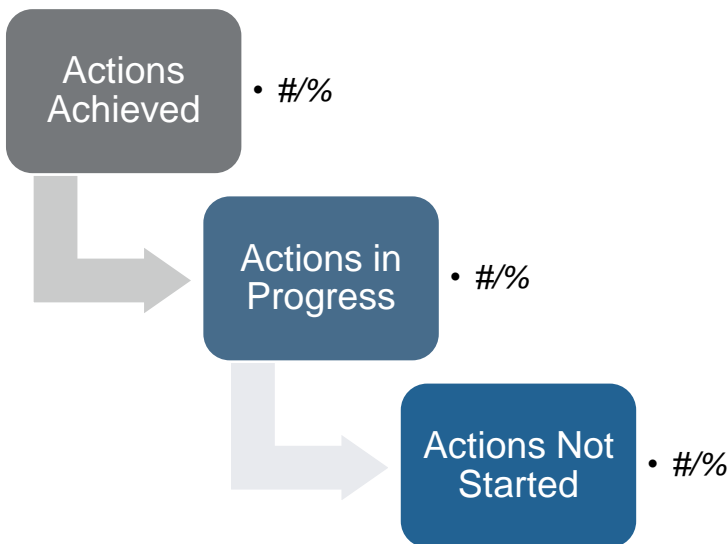 Actions
Achieved
• #/%
Actions in
Progress
• #/%
Actions Not
Started
• #/%